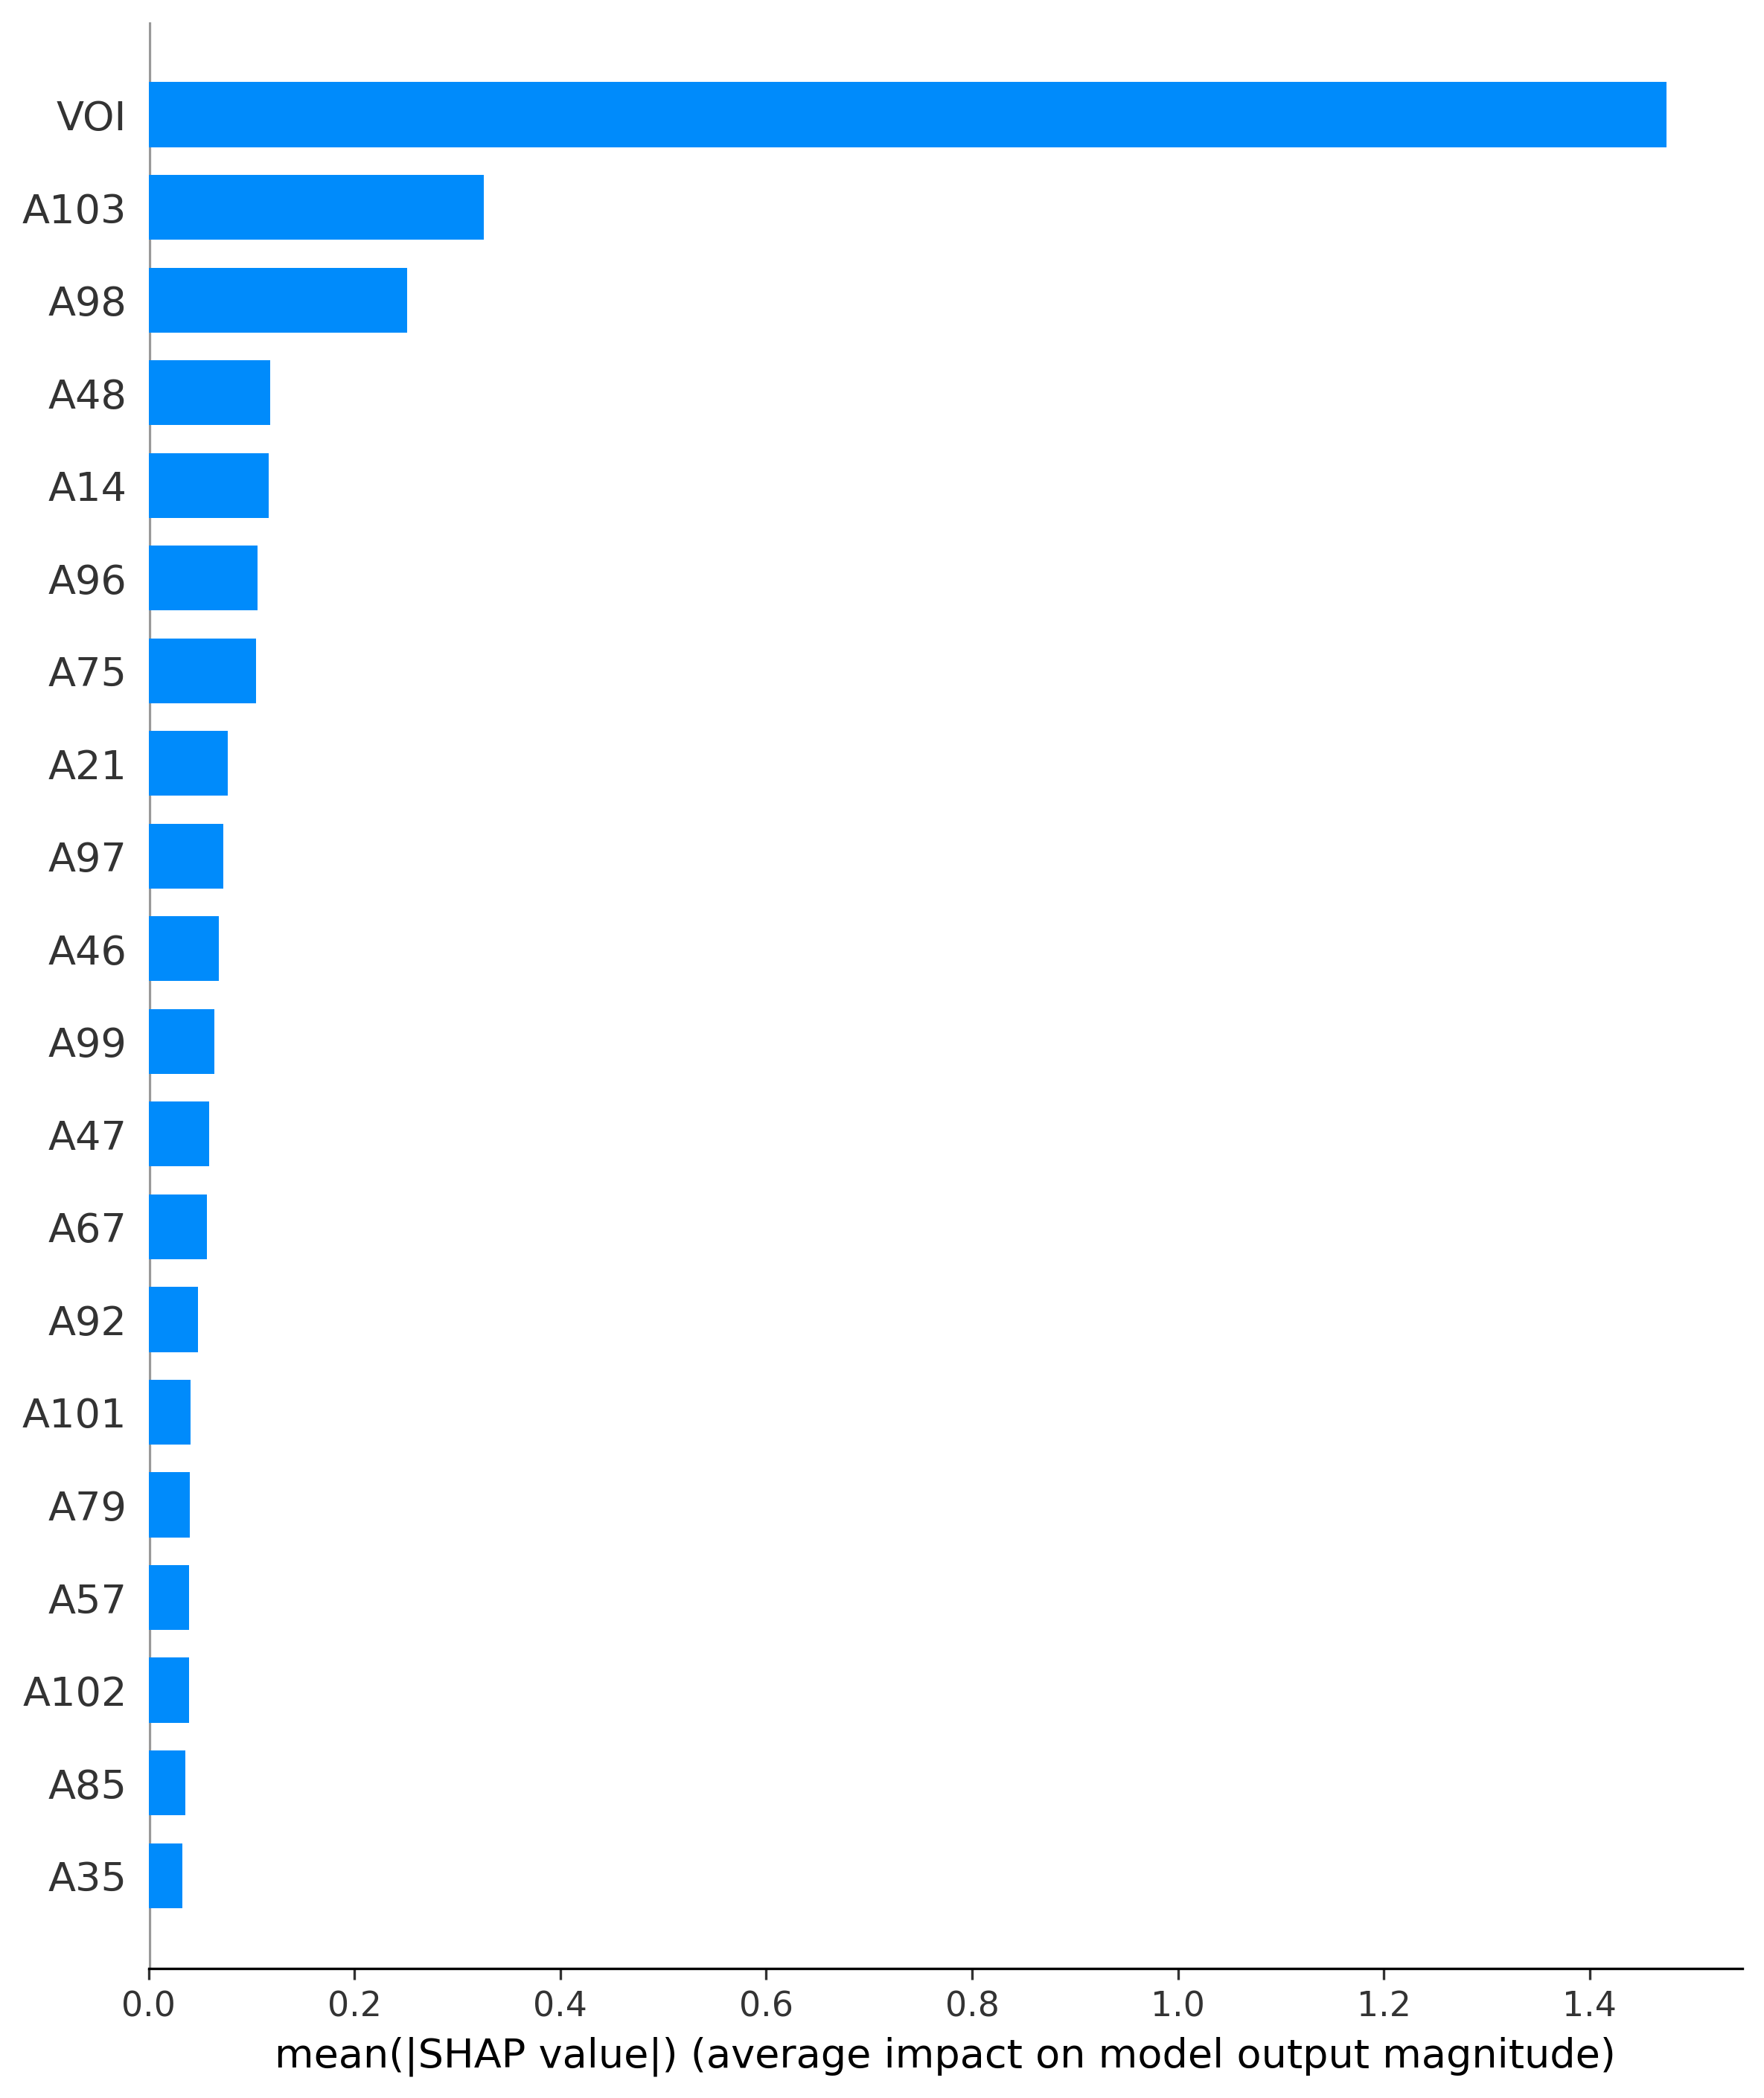 VOI
A103
A98
A48
A14
A96
A75
A21
A97
A46
A99
A47
A67
A92
A101
A79
A57
A102
A85
A35
0.0 0.2 0.4 0.6 0.8 1.0 1.2 1.4
mean(|SHAP value|) (average impact on model output magnitude)